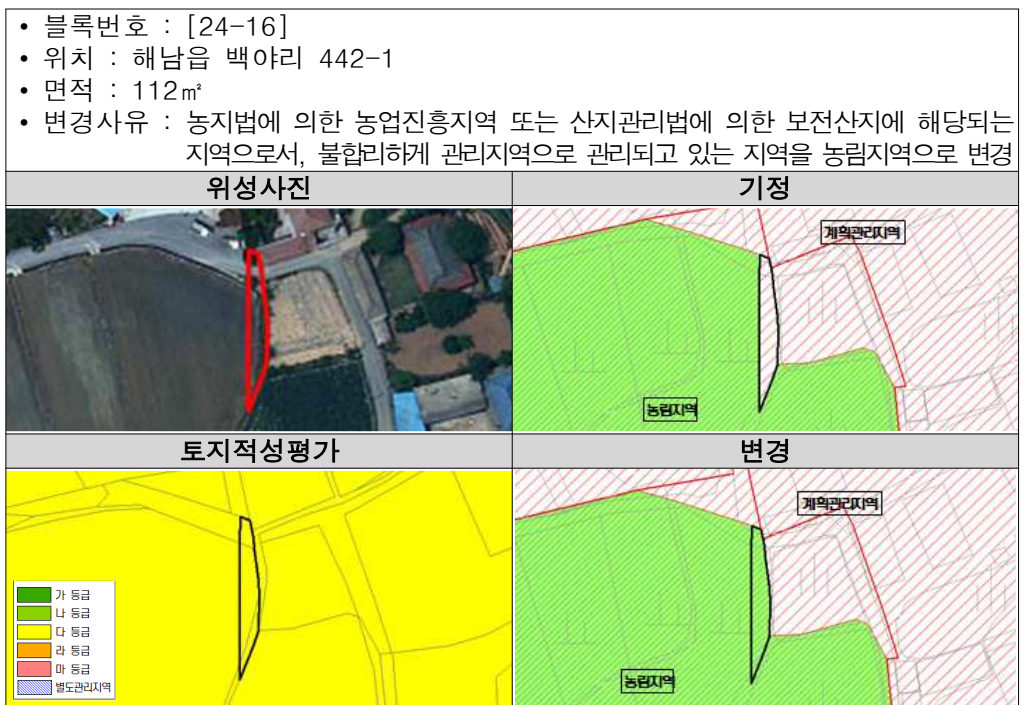 • 블록번호 : [24-16]
• 위치 : 해남읍 백야리 442-1
• 면적 : 112㎡
• 변경사유 : 농지법에 의한 농업진흥지역 또는 산지관리법에 의한 보전산지에 해당되는
지역으로서, 불합리하게 관리지역으로 관리되고 있는 지역을 농림지역으로 변경
위성사진
기정
계획관리지역
농림지역
토지적성평가
변경
가 등급
나 등급
다 등급
라 등급
마 등급
별도관리지역
계획관리지역
농림지역